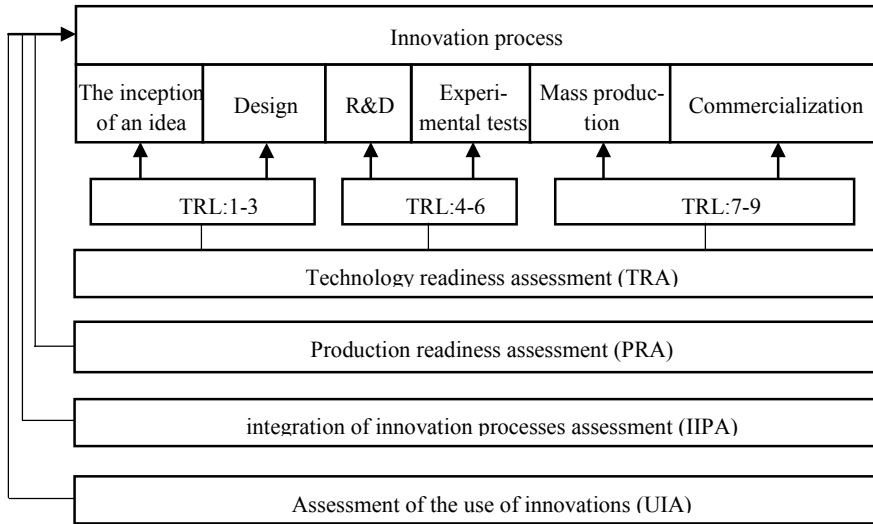 Innovation process
The inception
of an idea
Design
R&D
Experi-
mental tests
Mass produc-
tion
Commercialization
TRL:1-3
TRL:4-6
TRL:7-9
Technology readiness assessment (TRA)
Production readiness assessment (PRA)
integration of innovation processes assessment (IIPA)
Assessment of the use of innovations (UIA)